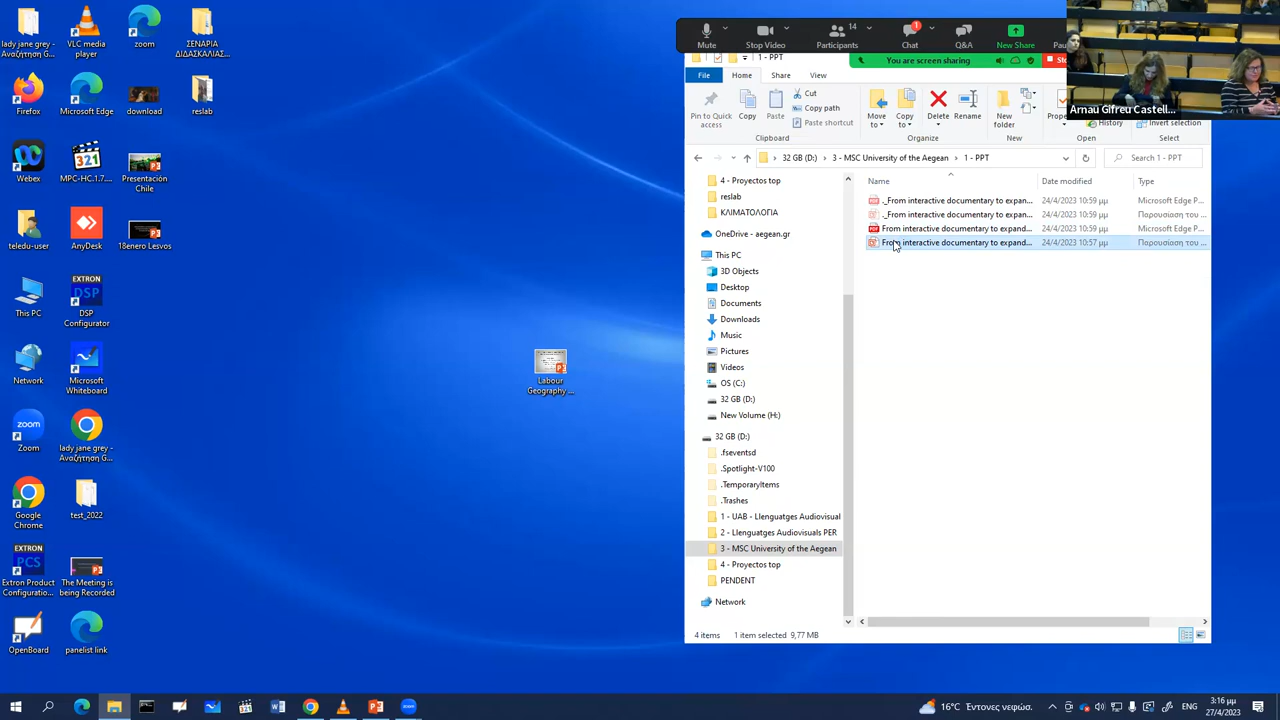 lady jane grey -
Αναζήτηση G...
VLC media
player
zoom
ΣΕΝΑΡΙΑ
ΔΙΔΑΣΚΑΛΙΑΣ...
Firefox
Microsoft Edge
download
reslab
Webex
MPC-HC.1.7....
Presentación
Chile
teledu-user
AnyDesk
18enero Lesvos
This PC
EXTRON
DSP
DSP
Configurator
Network
Microsoft
Whiteboard
Labour
Geography ...
zoom
Zoom
lady jane grey -
Αναζήτηση G...
Google
Chrome
test_2022
EXTRON
PCS
Extron Product
Configuratio...
The Meeting is
being Recorded
OpenBoard
panelist link
Mute
Stop Video
14
Participants
1
Chat
Q&A
New Share
You are screen sharing
Arnau Gifreu Castell...
1 - PPT
File
Home
Share
View
Pin to Quick
access
Copy
Paste
Cut
Copy path
Paste shortcut
Move
to
Copy
to
Delete
Rename
New
folder
Open
History
Invert selection
Clipboard
Organize
New
Open
Select
32 GB (D:)
3 - MSC University of the Aegean
1 - PPT
Search 1 - PPT
Name
Date modified
Type
._From interactive documentary to expan...
24/4/2023 10:59 μμ
Microsoft Edge P...
._From interactive documentary to expan...
24/4/2023 10:59 μμ
Παρουσίαση του ...
From interactive documentary to expand...
24/4/2023 10:59 μμ
Microsoft Edge P...
From interactive documentary to expand...
24/4/2023 10:57 μμ
Παρουσίαση του ...
4 - Proyectos top
reslab
ΚΛΙΜΑΤΟΛΟΓΙΑ
OneDrive - aegean.gr
This PC
3D Objects
Desktop
Documents
Downloads
Music
Pictures
Videos
OS (C:)
32 GB (D:)
New Volume (H:)
32 GB (D:)
.fseventsd
.Spotlight-V100
.TemporaryItems
.Trashes
1 - UAB - Llenguatges Audiovisual
2 - Llenguatges Audiovisuals PER
3 - MSC University of the Aegean
4 - Proyectos top
PENDENT
Network
4 items
1 item selected 9,77 MB
16°C Έντονες νεφώσ.
ENG
3:16 μμ
27/4/2023